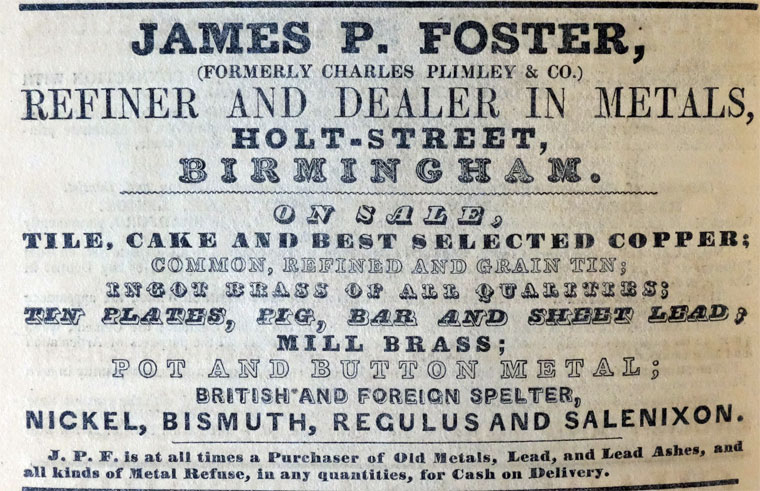 JAMES P. FOSTER,
(FORMERLY CHARLES PLIMLEY & CO.)
REFINER AND DEALER IN METALS,
HOLT-STREET,
BIRMINGHAM.
ON SALE,
TILE, CAKE AND BEST SELECTED COPPER;
COMMON, REFINED AND GRAIN TIN;
INGOT BRASS OF ALL QUALITIES;
TIN PLATES, PIG, BAR AND SHEET LEAD;
MILL BRASS;
POT AND BUTTON METAL;
BRITISH AND FOREIGN SPELTER,
NICKEL, BISMUTH, REGULUS AND SALENIXON.
J. P. F. is at all times a Purchaser of Old Metals, Lead, and Lead Ashes, and
all kinds of Metal Refuse, in any quantities, for Cash on Delivery.